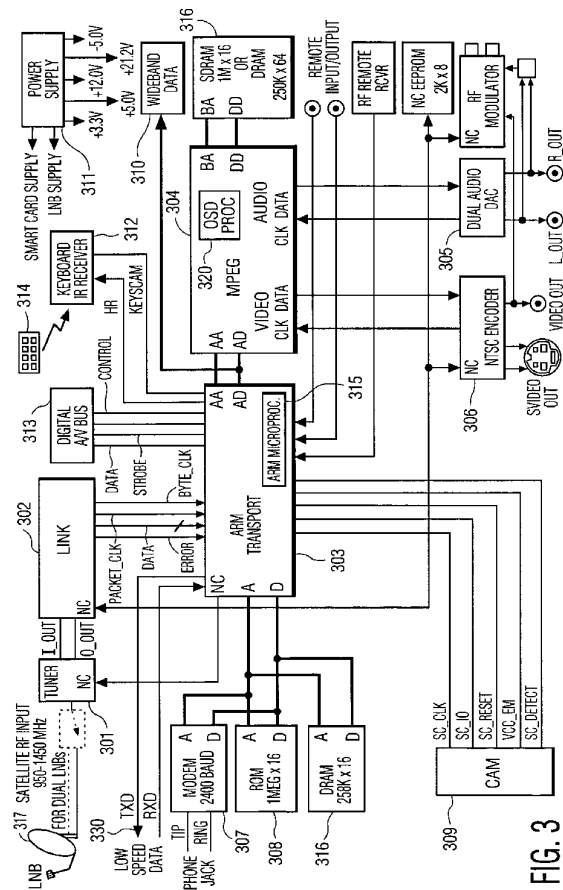 SATELLITE RF INPUT
950-1450 MHz
317
LNB
FOR DUAL LNBs
TUNER
NC
301
I_OUT
Q_OUT
302
LINK
NC
PACKET_CLK
DATA
ERROR
BYTE_CLK
313
DIGITAL
A/V BUS
DATA
STROBE
CONTROL
314
KEYBOARD
IR RECEIVER
312
HR
KEYSCAM
SMART CARD SUPPLY
LNB SUPPLY
POWER
SUPPLY
311
+3.3V
+5.0V
+12.0V
+21.2V
-5.0V
310
WIDEBAND
DATA
316
SDRAM
1M x 16
OR
DRAM
250K x 64
BA
DD
304
BA
DD
OSD
PROC
320
MPEG
AA
AD
VIDEO
CLK DATA
AUDIO
CLK DATA
REMOTE
INPUT/OUTPUT
RF REMOTE
RCVR
NC EEPROM
2K x 8
NC
RF
MODULATOR
DUAL AUDIO
DAC
305
L_OUT
R_OUT
NC
NTSC ENCODER
306
SVIDEO
OUT
VIDEO OUT
AA
AD
NC
A
D
ARM
TRANSPORT
ARM MICROPROC.
315
303
330
TXD
RXD
LOW
SPEED
DATA
PHONE
JACK
TIP
RING
MODEM
2400 BAUD
A
D
307
ROM
1MEG x 16
A
D
308
DRAM
258K x 16
A
D
316
CAM
309
SC_CLK
SC_IO
SC_RESET
VCC_EM
SC_DETECT
FIG. 3